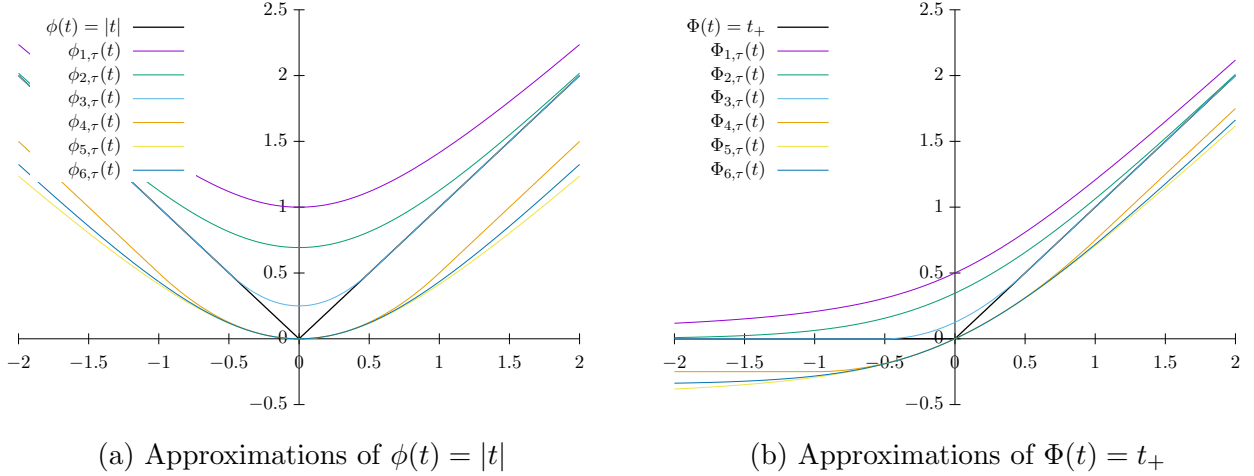 2.5
ϕ(t) = |t|
ϕ₁,τ(t)
ϕ₂,τ(t)
ϕ₃,τ(t)
ϕ₄,τ(t)
ϕ₅,τ(t)
ϕ₆,τ(t)
2
1.5
1
0.5
0
−0.5
−2 −1.5 −1 −0.5 0 0.5 1 1.5 2
(a) Approximations of ϕ(t) = |t|
2.5
Φ(t) = t₊
Φ₁,τ(t)
Φ₂,τ(t)
Φ₃,τ(t)
Φ₄,τ(t)
Φ₅,τ(t)
Φ₆,τ(t)
2
1.5
1
0.5
0
−0.5
−2 −1.5 −1 −0.5 0 0.5 1 1.5 2
(b) Approximations of Φ(t) = t₊